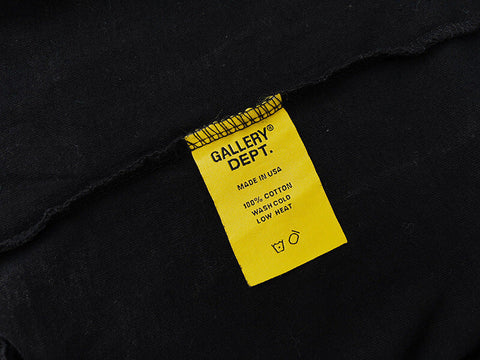 GALLERY®
DEPT.
MADE IN USA
100% COTTON
WASH COLD
LOW HEAT